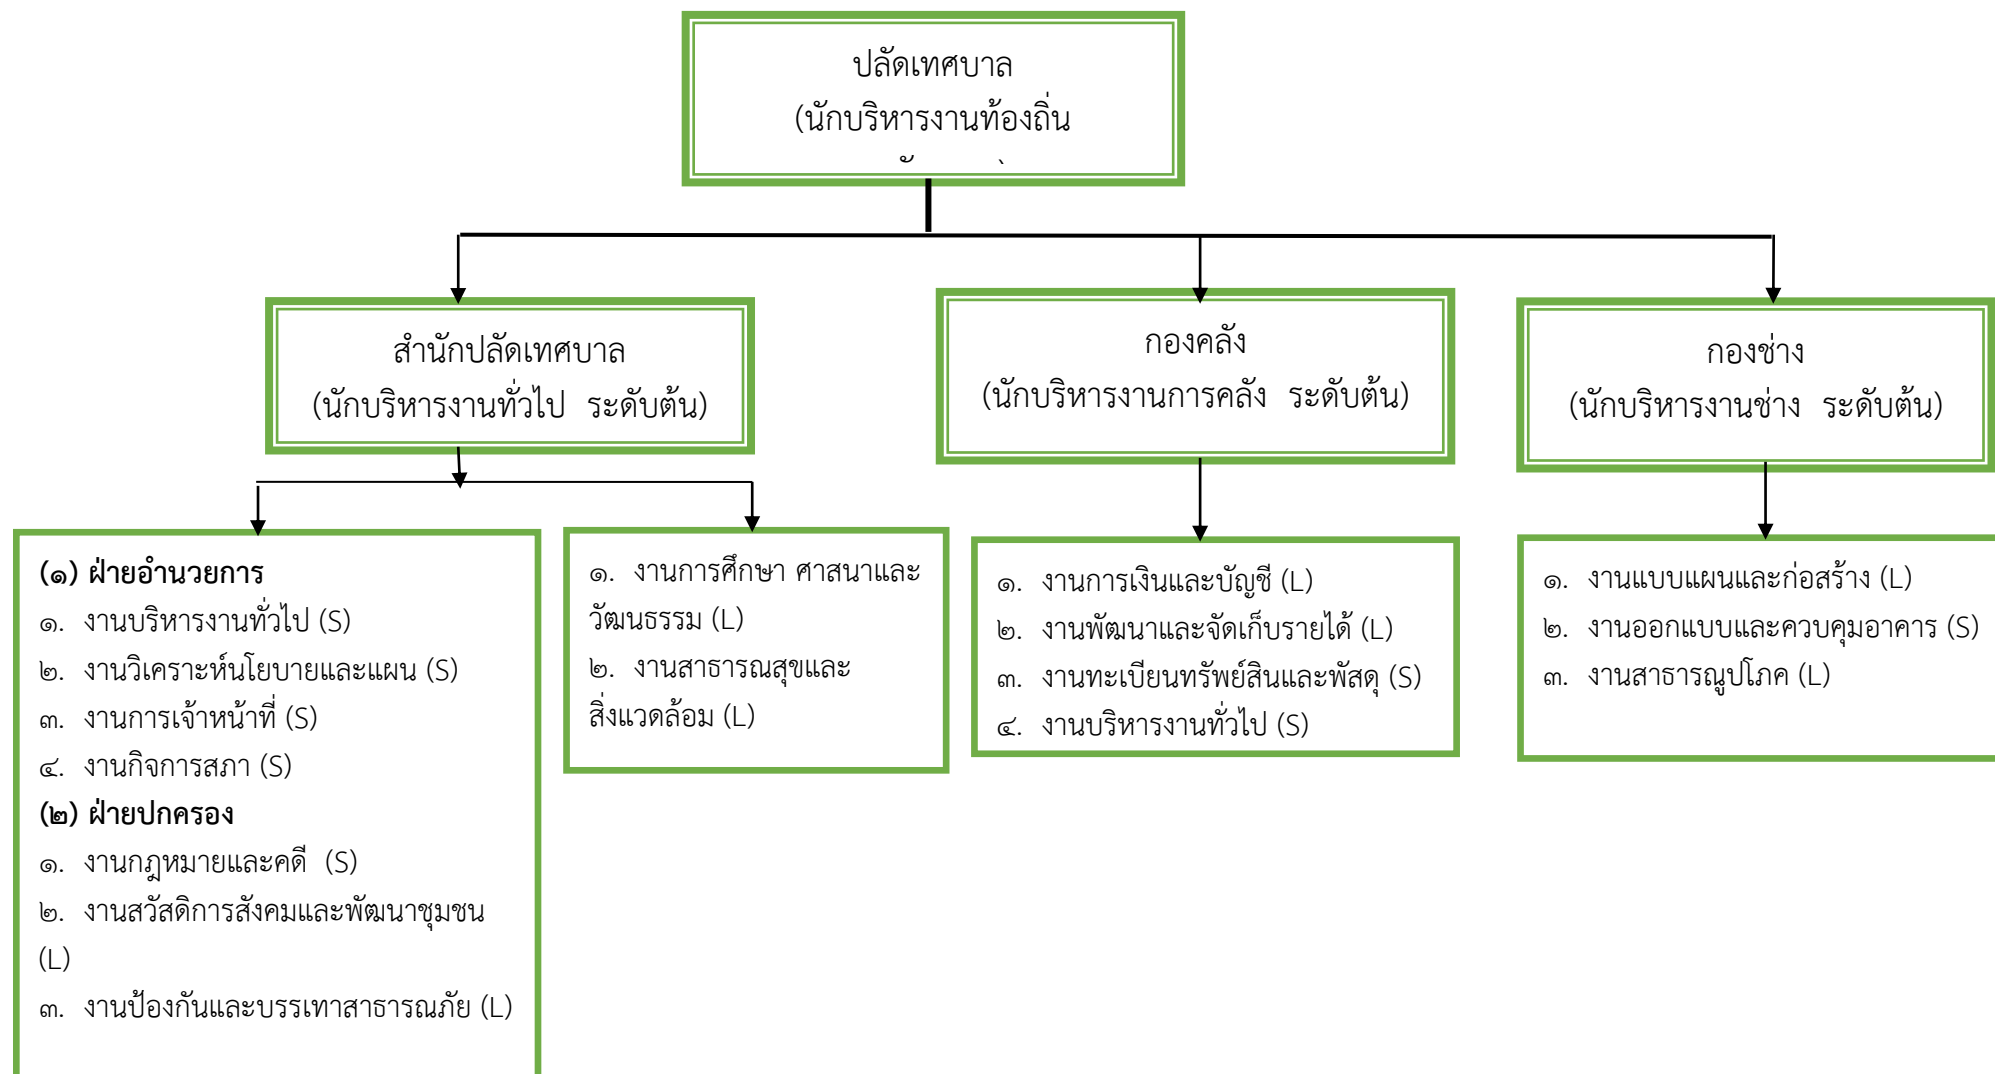 ปลัดเทศบาล
(นักบริหารงานท้องถิ่น
สำนักปลัดเทศบาล
(นักบริหารงานทั่วไป ระดับต้น)
กองคลัง
(นักบริหารงานการคลัง ระดับต้น)
กองช่าง
(นักบริหารงานช่าง ระดับต้น)
(๑) ฝ่ายอำนวยการ
๑. งานบริหารงานทั่วไป (S)
๒. งานวิเคราะห์นโยบายและแผน (S)
๓. งานการเจ้าหน้าที่ (S)
๔. งานกิจการสภา (S)
(๒) ฝ่ายปกครอง
๑. งานกฎหมายและคดี (S)
๒. งานสวัสดิการสังคมและพัฒนาชุมชน
(L)
๓. งานป้องกันและบรรเทาสาธารณภัย (L)
๑. งานการศึกษา ศาสนาและ
วัฒนธรรม (L)
๒. งานสาธารณสุขและ
สิ่งแวดล้อม (L)
๑. งานการเงินและบัญชี (L)
๒. งานพัฒนาและจัดเก็บรายได้ (L)
๓. งานทะเบียนทรัพย์สินและพัสดุ (S)
๔. งานบริหารงานทั่วไป (S)
๑. งานแบบแผนและก่อสร้าง (L)
๒. งานออกแบบและควบคุมอาคาร (S)
๓. งานสาธารณูปโภค (L)